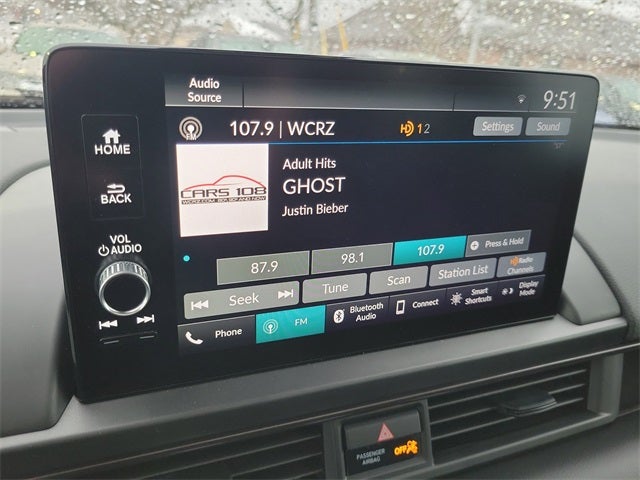 Audio
Source
9:51
HOME
BACK
VOL
AUDIO
FM
107.9 | WCRZ
HD 1 2
Settings
Sound
CARS 108
Adult Hits
GHOST
Justin Bieber
87.9
98.1
107.9
Press & Hold
Seek
Tune
Scan
Station List
HD Radio
Channels
Phone
FM
Bluetooth
Audio
Connect
Smart
Shortcuts
Display
Mode
PASSENGER
AIRBAG
OFF